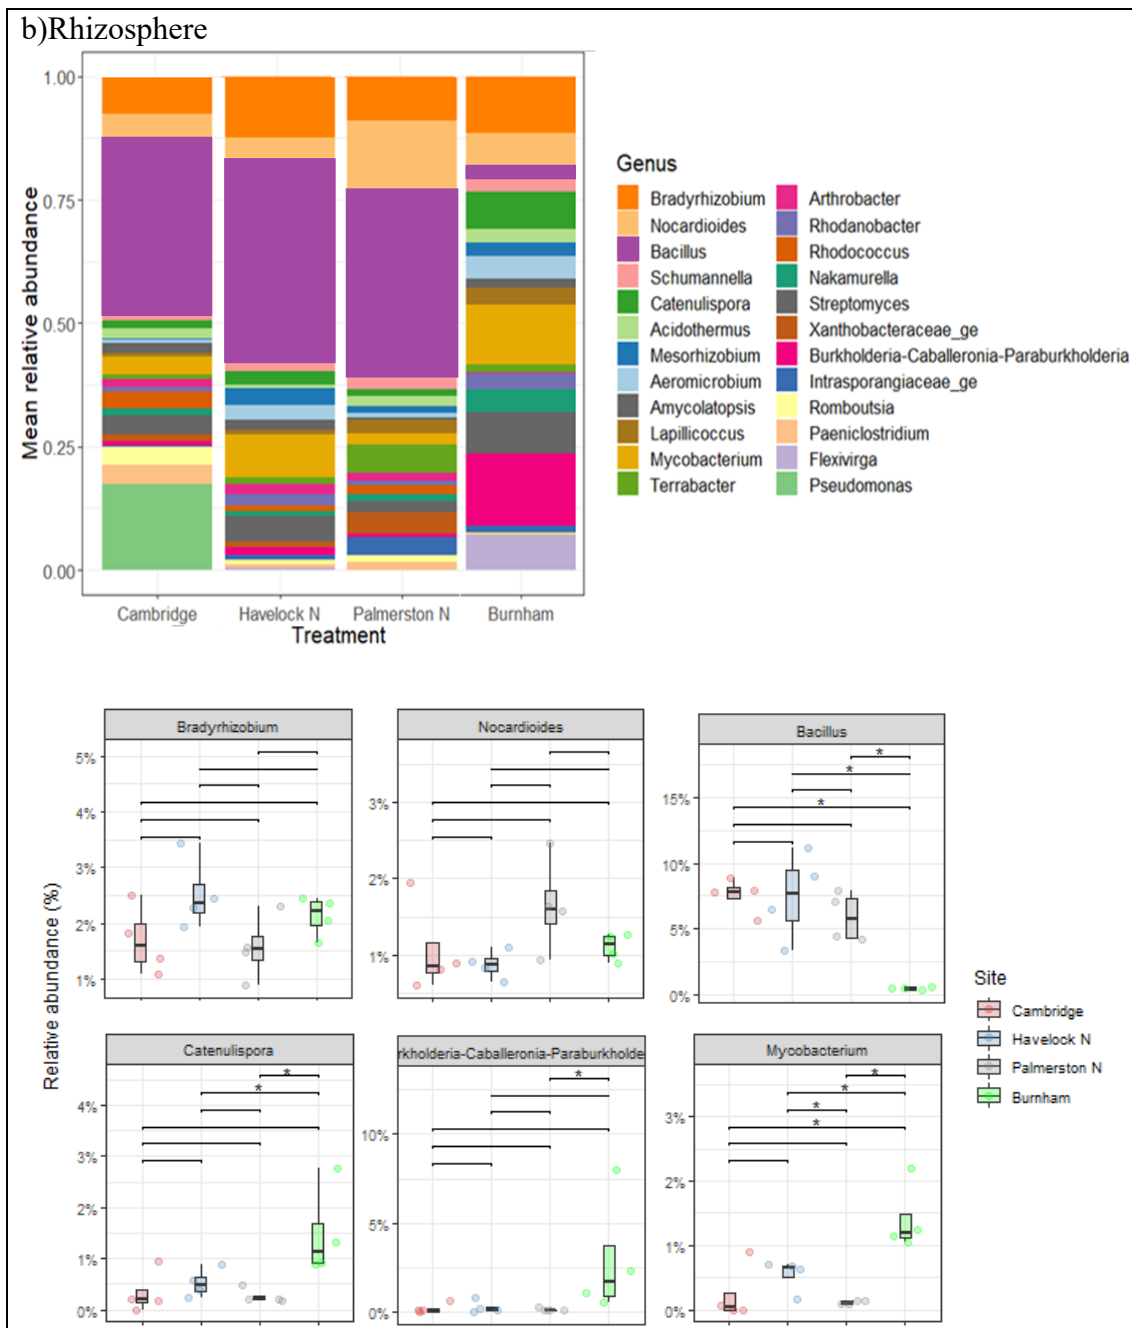 b)Rhizosphere
Mean relative abundance
1.00
0.75
0.50
0.25
0.00
Cambridge
Havelock N
Palmerston N
Burnham
Treatment
Genus
Bradyrhizobium
Nocardioides
Bacillus
Schumannella
Catenulispora
Acidothermus
Mesorhizobium
Aeromicrobium
Amycolatopsis
Lapillicoccus
Mycobacterium
Terrabacter
Arthrobacter
Rhodanobacter
Rhodococcus
Nakamurella
Streptomyces
Xanthobacteraceae_ge
Burkholderia-Caballeronia-Paraburkholderia
Intrasporangiaceae_ge
Romboutsia
Paeniclostridium
Flexivirga
Pseudomonas
Relative abundance (%)
Bradyrhizobium
5%
4%
3%
2%
1%
Nocardioides
3%
2%
1%
Bacillus
*
*
*
15%
10%
5%
0%
Catenulispora
*
*
4%
3%
2%
1%
0%
rkholderia-Caballeronia-Paraburkholde
*
10%
5%
0%
Mycobacterium
*
*
*
*
3%
2%
1%
0%
Site
Cambridge
Havelock N
Palmerston N
Burnham